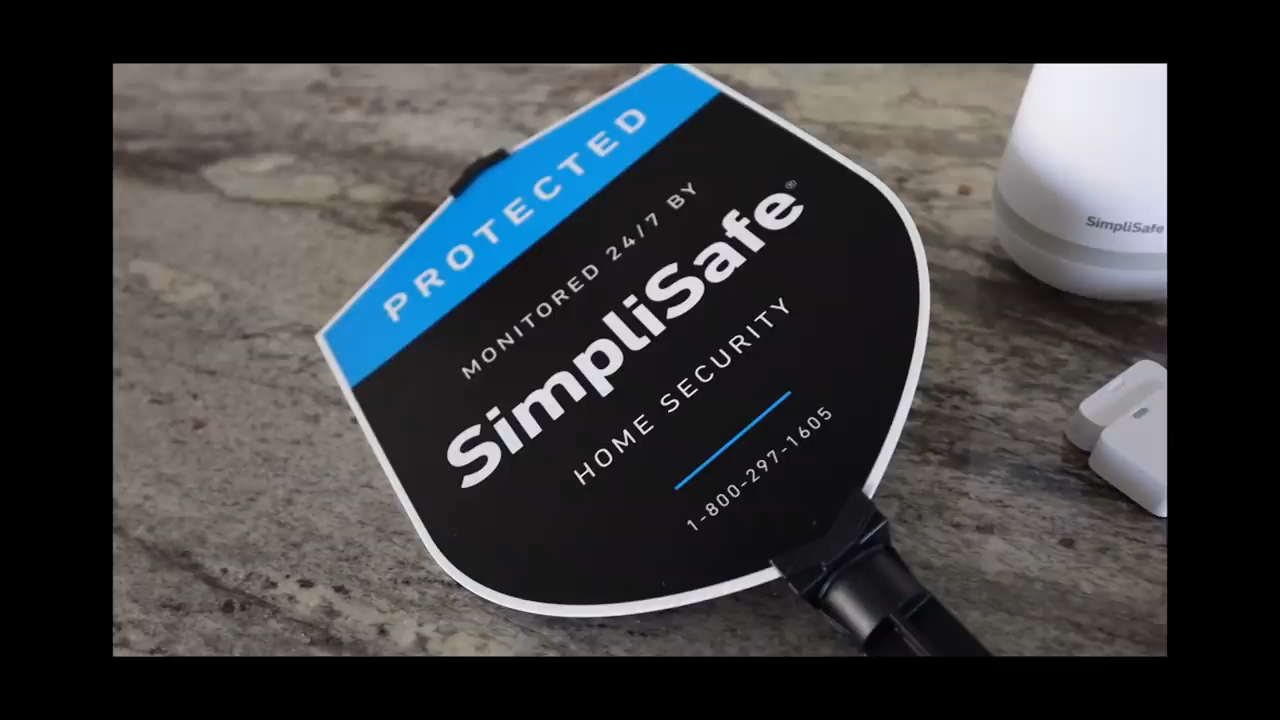 PROTECTED
MONITORED 24/7 BY
SimpliSafe®
HOME SECURITY
1-800-297-1605
SimpliSafe